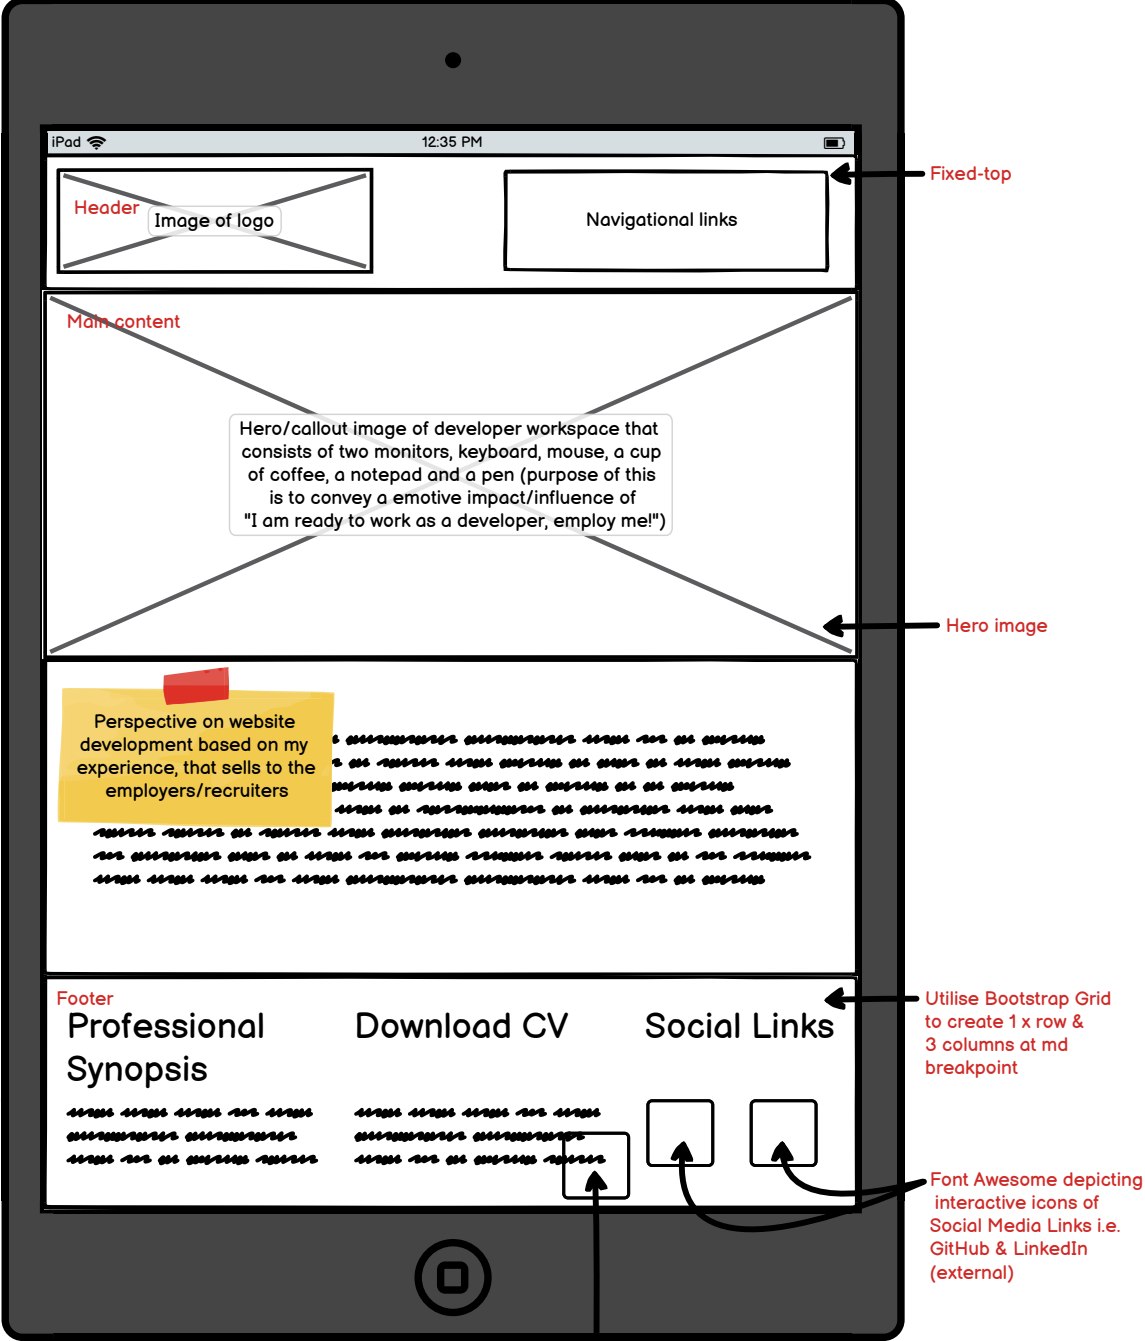 iPad
12:35 PM
Fixed-top
Header
Image of logo
Navigational links
Main content
Hero/callout image of developer workspace that
consists of two monitors, keyboard, mouse, a cup
of coffee, a notepad and a pen (purpose of this
is to convey a emotive impact/influence of
"I am ready to work as a developer, employ me!")
Hero image
Perspective on website
development based on my
experience, that sells to the
employers/recruiters
Footer
Professional
Synopsis
Download CV
Social Links
Utilise Bootstrap Grid
to create 1 x row &
3 columns at md
breakpoint
Font Awesome depicting
interactive icons of
Social Media Links i.e.
GitHub & LinkedIn
(external)